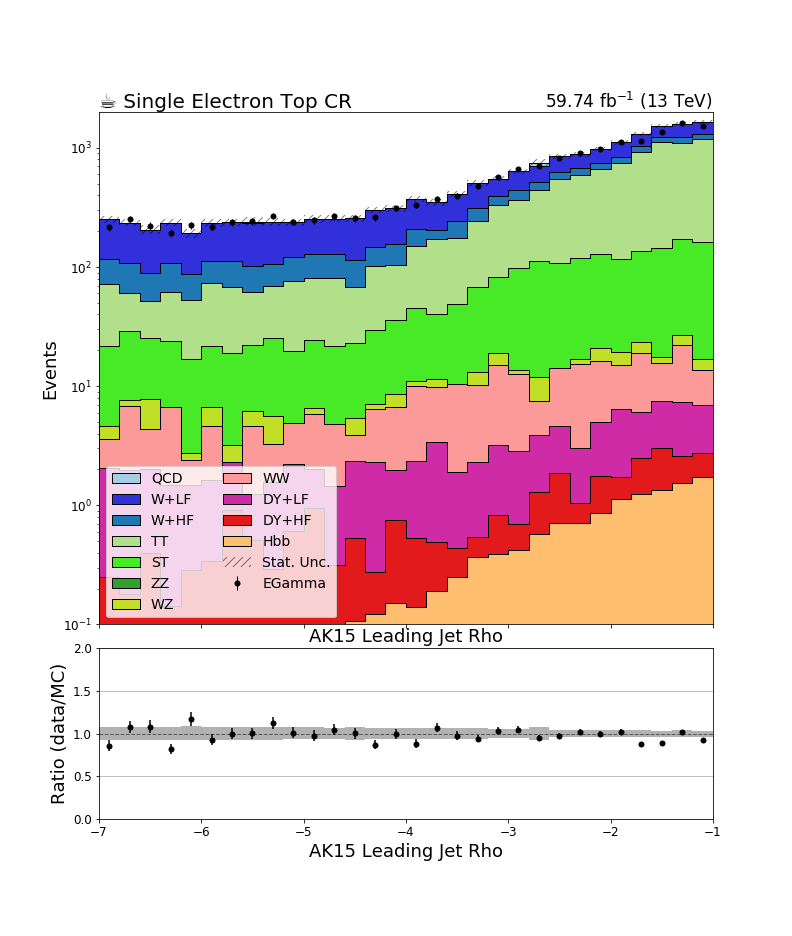 ☕ Single Electron Top CR 59.74 fb⁻¹ (13 TeV)
10³
10²
10¹
10⁰
10⁻¹
Events
QCD WW
W+LF DY+LF
W+HF DY+HF
TT Hbb
ST Stat. Unc.
ZZ EGamma
WZ
AK15 Leading Jet Rho
2.0
1.5
1.0
0.5
0.0
Ratio (data/MC)
−7 −6 −5 −4 −3 −2 −1
AK15 Leading Jet Rho